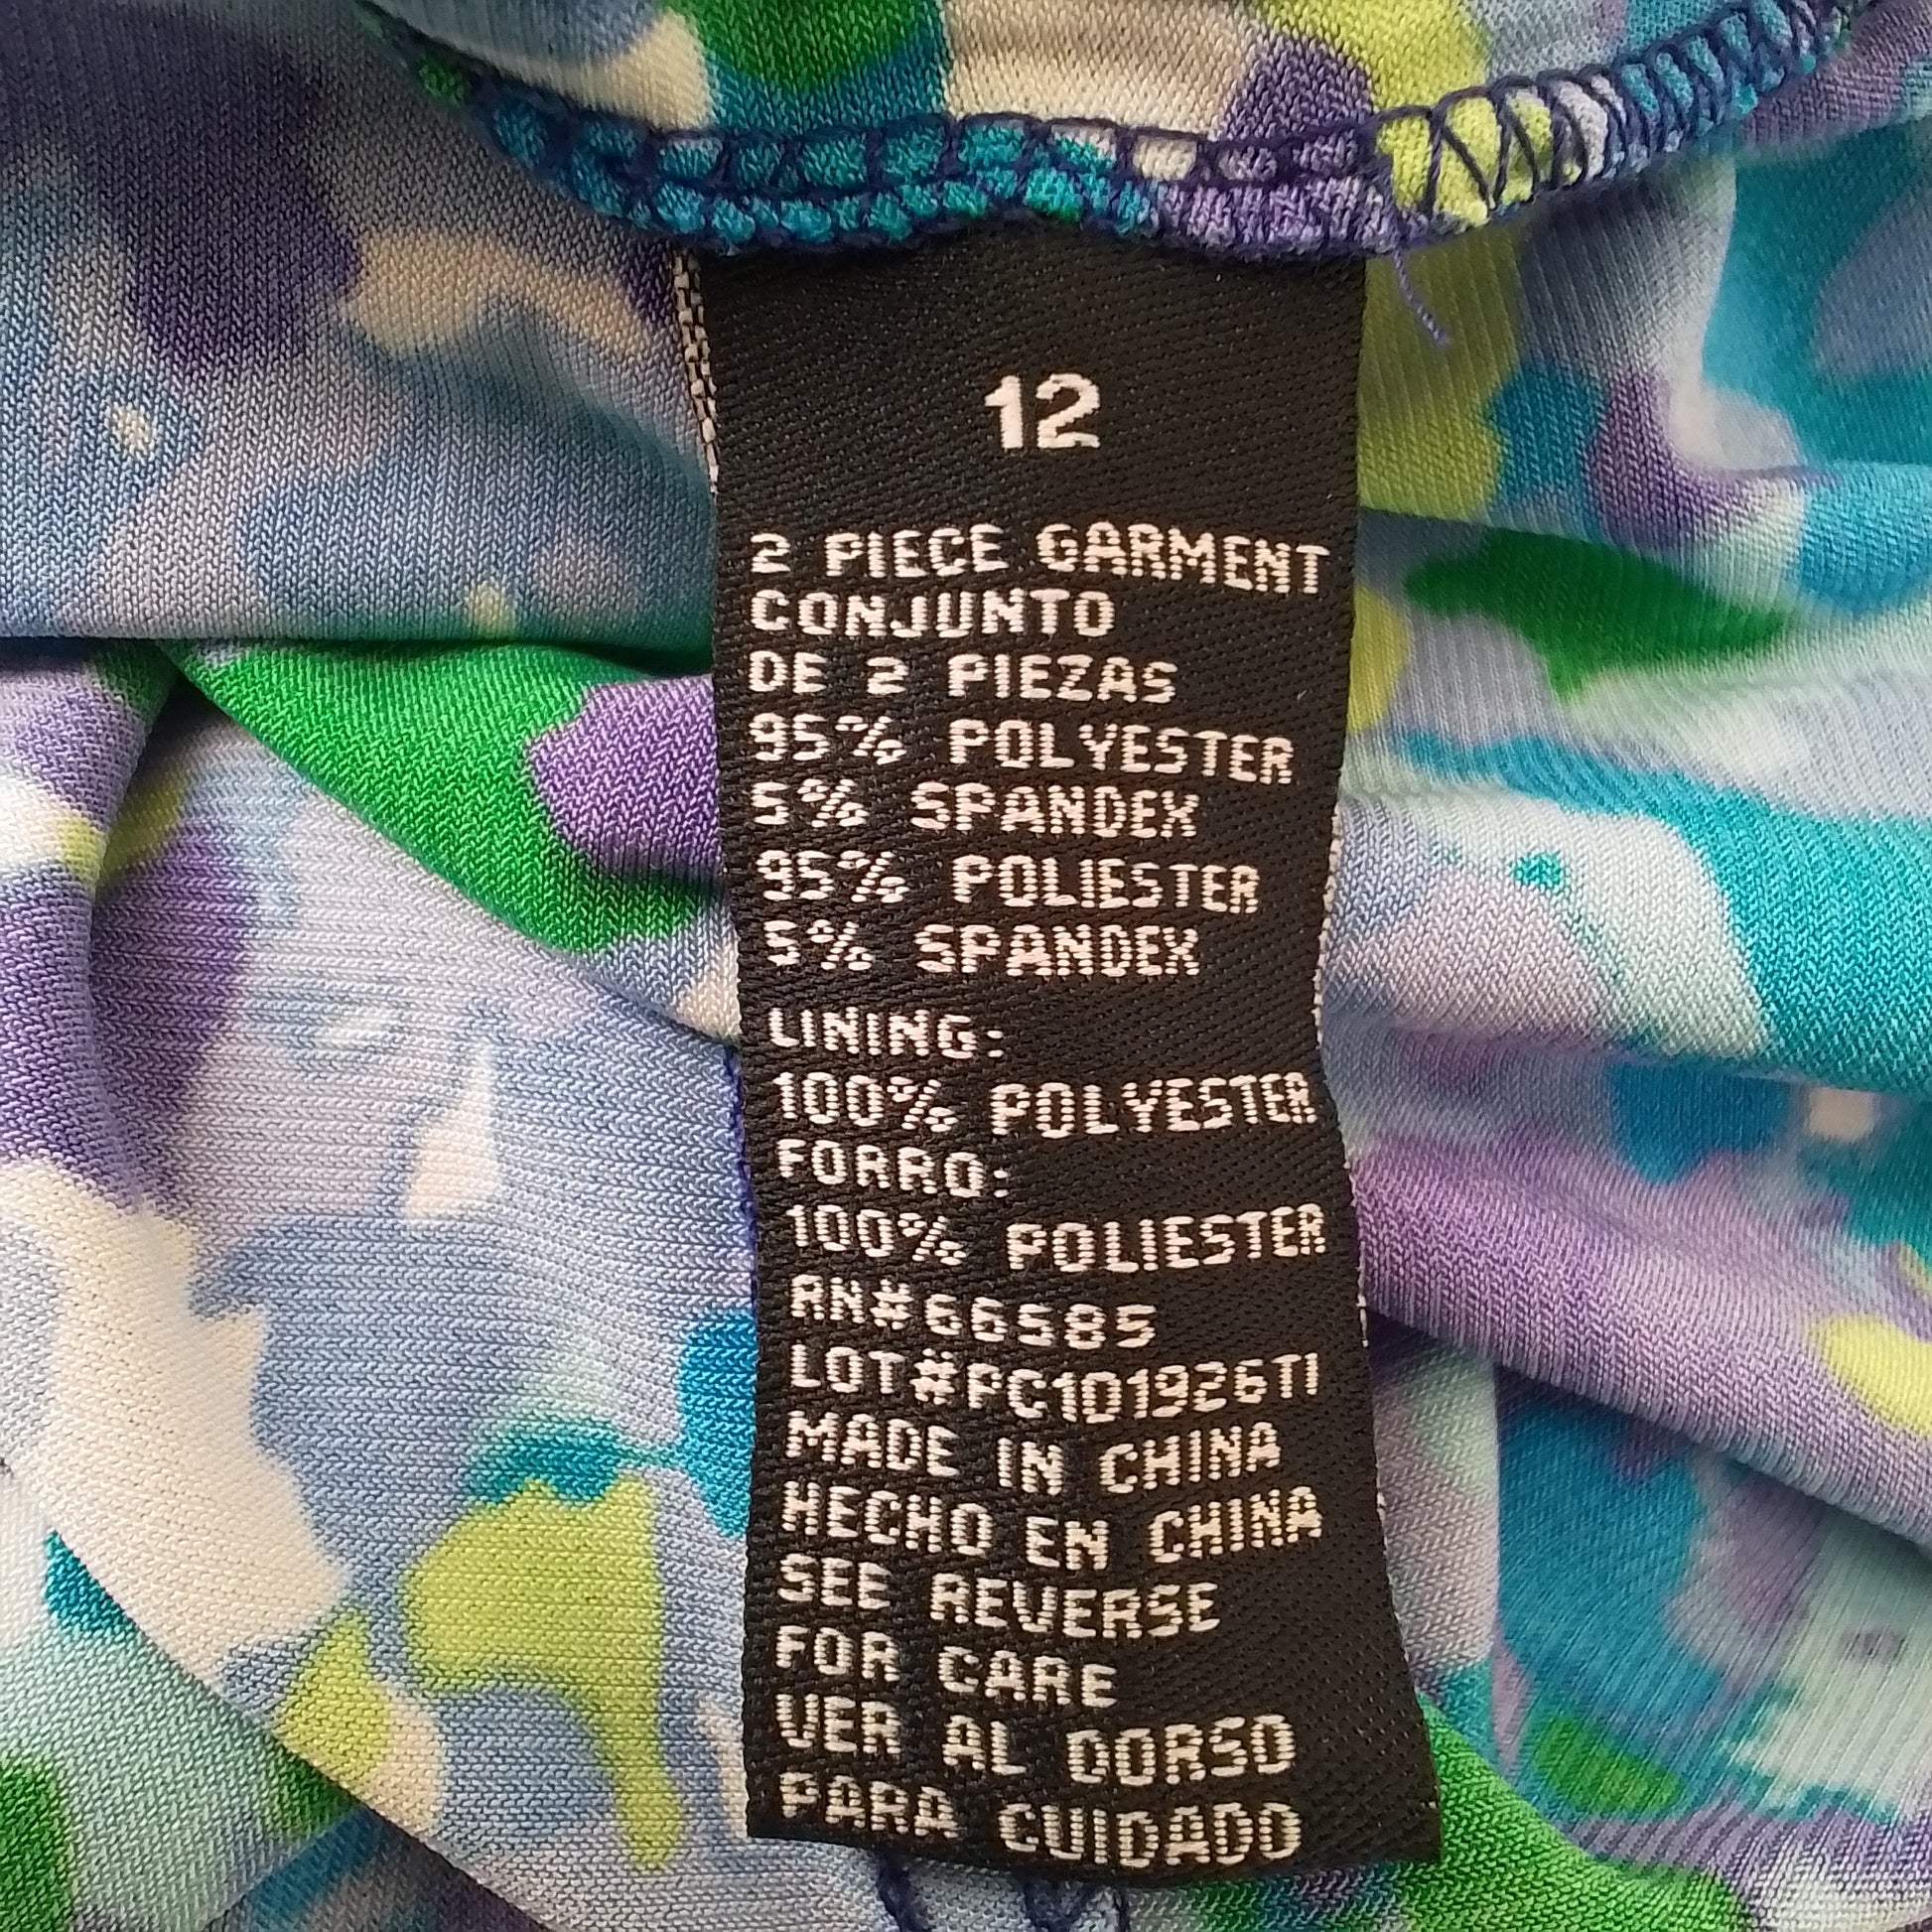 12
2 PIECE GARMENT
CONJUNTO
DE 2 PIEZAS
95% POLYESTER
5% SPANDEX
95% POLIESTER
5% SPANDEX
LINING:
100% POLYESTER
FORRO:
100% POLIESTER
RN#66585
LOT#PC1D1926TI
MADE IN CHINA
HECHO EN CHINA
SEE REVERSE
FOR CARE
VER AL DORSO
PARA CUIDADO